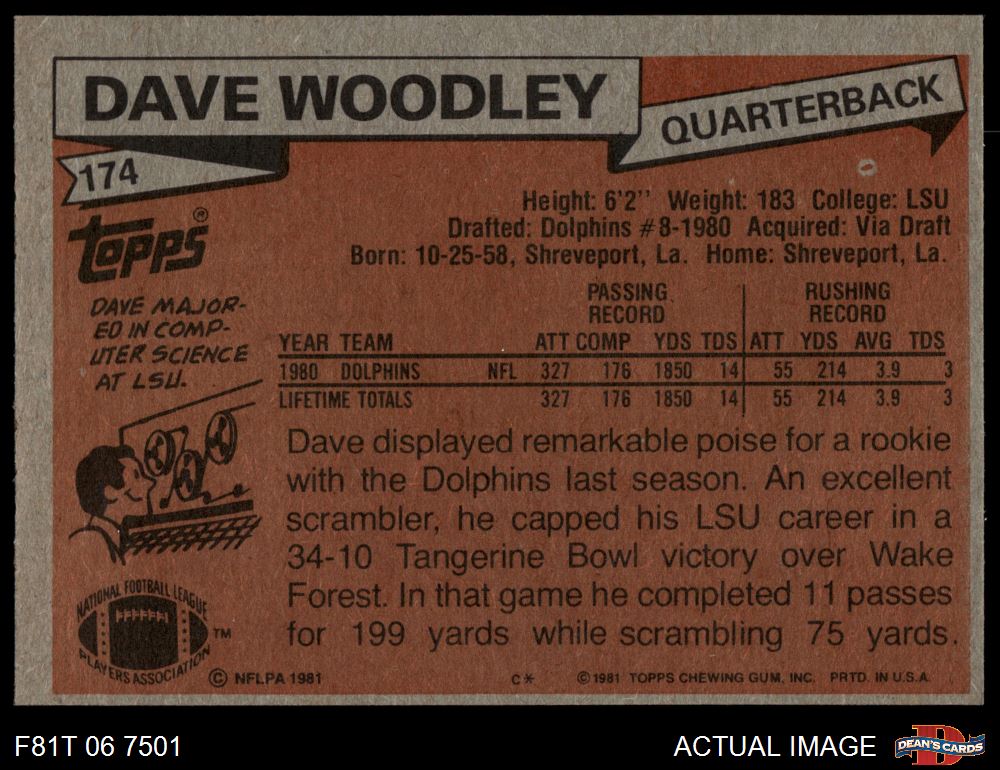 DAVE WOODLEY
QUARTERBACK
174
Height: 6'2'' Weight: 183 College: LSU
Drafted: Dolphins #8-1980 Acquired: Via Draft
Born: 10-25-58, Shreveport, La. Home: Shreveport, La.
topps®
DAVE MAJOR-
ED IN COMP-
UTER SCIENCE
AT LSU.
PASSING RUSHING
RECORD RECORD
YEAR TEAM ATT COMP YDS TDS ATT YDS AVG TDS
1980 DOLPHINS NFL 327 176 1850 14 55 214 3.9 3
LIFETIME TOTALS 327 176 1850 14 55 214 3.9 3
Dave displayed remarkable poise for a rookie
with the Dolphins last season. An excellent
scrambler, he capped his LSU career in a
34-10 Tangerine Bowl victory over Wake
Forest. In that game he completed 11 passes
for 199 yards while scrambling 75 yards.
NATIONAL FOOTBALL LEAGUE
PLAYERS ASSOCIATION
™
© NFLPA 1981 C* ©1981 TOPPS CHEWING GUM, INC. PRTD. IN U.S.A.
F81T 06 7501 ACTUAL IMAGE D DEAN'S CARDS